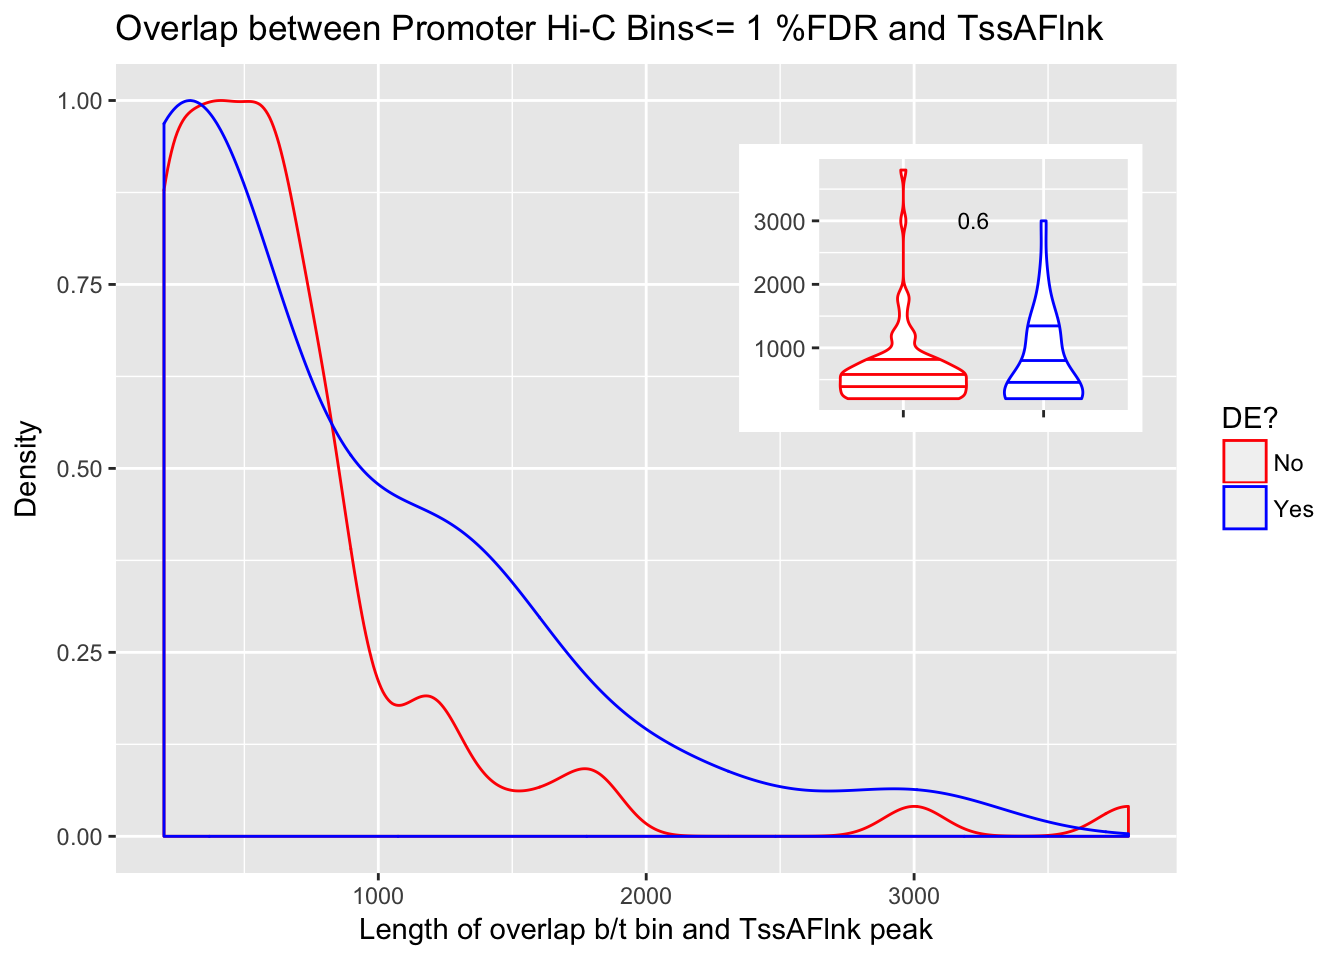 Overlap between Promoter Hi-C Bins<= 1 %FDR and TssAFlnk
1.00
0.75
0.50
0.25
0.00
Density
1000
2000
3000
Length of overlap b/t bin and TssAFlnk peak
3000
2000
1000
0.6
DE?
No
Yes